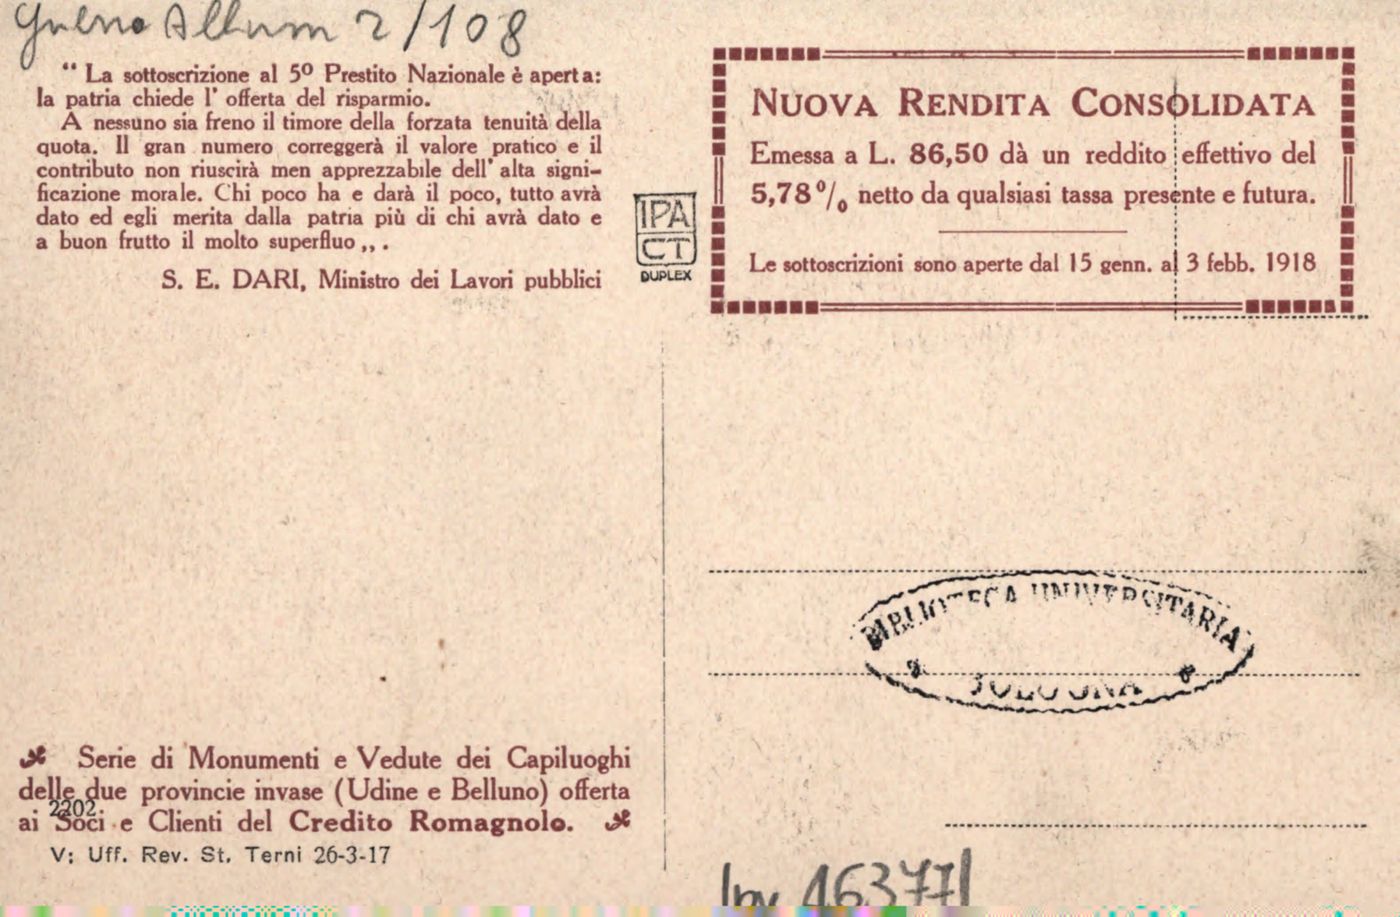 Album 2/108
“ La sottoscrizione al 5º Prestito Nazionale è aperta:
la patria chiede l' offerta del risparmio.
A nessuno sia freno il timore della forzata tenuità della
quota. Il gran numero correggerà il valore pratico e il
contributo non riuscirà men apprezzabile dell' alta signi-
ficazione morale. Chi poco ha e darà il poco, tutto avrà
dato ed egli merita dalla patria più di chi avrà dato e
a buon frutto il molto superfluo „ .
S. E. DARI, Ministro dei Lavori pubblici
IPA
CT
DUPLEX
NUOVA RENDITA CONSOLIDATA
Emessa a L. 86,50 dà un reddito effettivo del
5,78 % netto da qualsiasi tassa presente e futura.
Le sottoscrizioni sono aperte dal 15 genn. al 3 febb. 1918
BIBLIOTECA UNIVERSITARIA
BOLOGNA
Serie di Monumenti e Vedute dei Capiluoghi
delle due provincie invase (Udine e Belluno) offerta
ai Soci e Clienti del Credito Romagnolo.
2202
V: Uff. Rev. St. Terni 26-3-17
Inv 463771